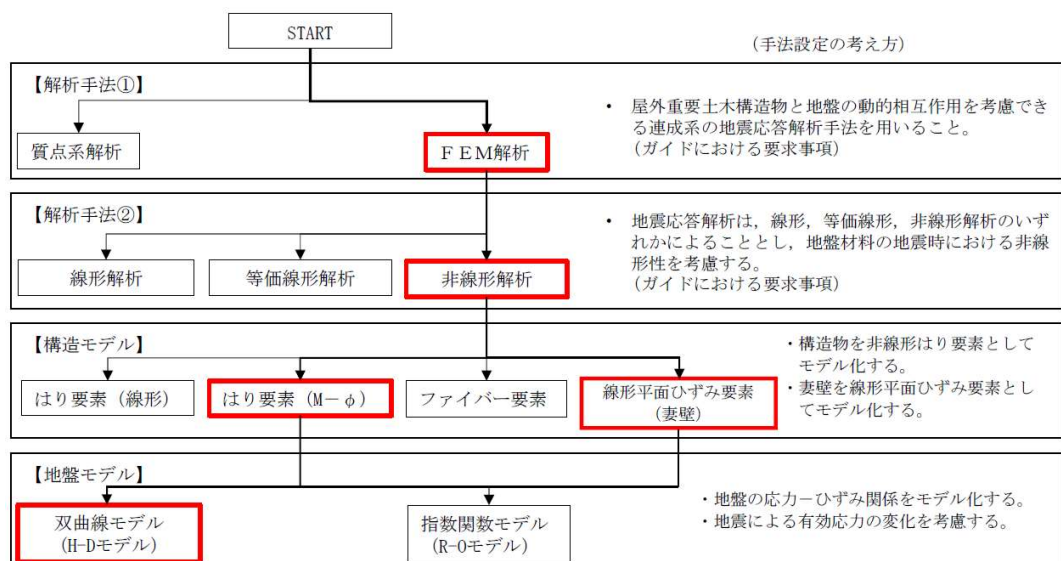 START
(手法設定の考え方)
【解析手法①】
質点系解析
ＦＥＭ解析
・ 屋外重要土木構造物と地盤の動的相互作用を考慮でき
る連成系の地震応答解析手法を用いること。
(ガイドにおける要求事項)
【解析手法②】
線形解析
等価線形解析
非線形解析
・ 地震応答解析は，線形，等価線形，非線形解析のいず
れかによることとし，地盤材料の地震時における非線
形性を考慮する。
(ガイドにおける要求事項)
【構造モデル】
はり要素（線形）
はり要素（M－φ）
ファイバー要素
線形平面ひずみ要素
(妻壁)
・構造物を非線形はり要素として
モデル化する。
・妻壁を線形平面ひずみ要素とし
てモデル化する。
【地盤モデル】
双曲線モデル
(H-Dモデル)
指数関数モデル
(R-Oモデル)
・地盤の応力－ひずみ関係をモデル化する。
・地震による有効応力の変化を考慮する。